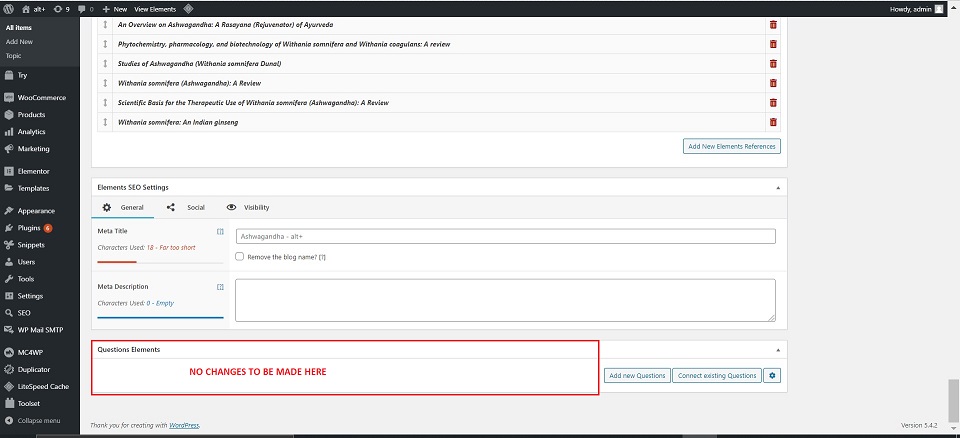 alt+ 9 0 + New View Elements Howdy, admin
All items
Add New
Topic
Try
WooCommerce
Products
Analytics
Marketing
Elementor
Templates
Appearance
Plugins 6
Snippets
Users
Tools
Settings
SEO
WP Mail SMTP
MC4WP
Duplicator
LiteSpeed Cache
Toolset
Collapse menu
An Overview on Ashwagandha: A Rasayana (Rejuvenator) of Ayurveda
Phytochemistry, pharmacology, and biotechnology of Withania somnifera and Withania coagulans: A review
Studies of Ashwagandha (Withania somnifera Dunal)
Withania somnifera (Ashwagandha): A Review
Scientific Basis for the Therapeutic Use of Withania somnifera (Ashwagandha): A Review
Withania somnifera: An Indian ginseng
Add New Elements References
Elements SEO Settings
General Social Visibility
Meta Title [?]
Characters Used: 18 - Far too short
Ashwagandha - alt+
Remove the blog name? [?]
Meta Description [?]
Characters Used: 0 - Empty
Questions Elements
NO CHANGES TO BE MADE HERE
Add new Questions Connect existing Questions
Thank you for creating with WordPress. Version 5.4.2